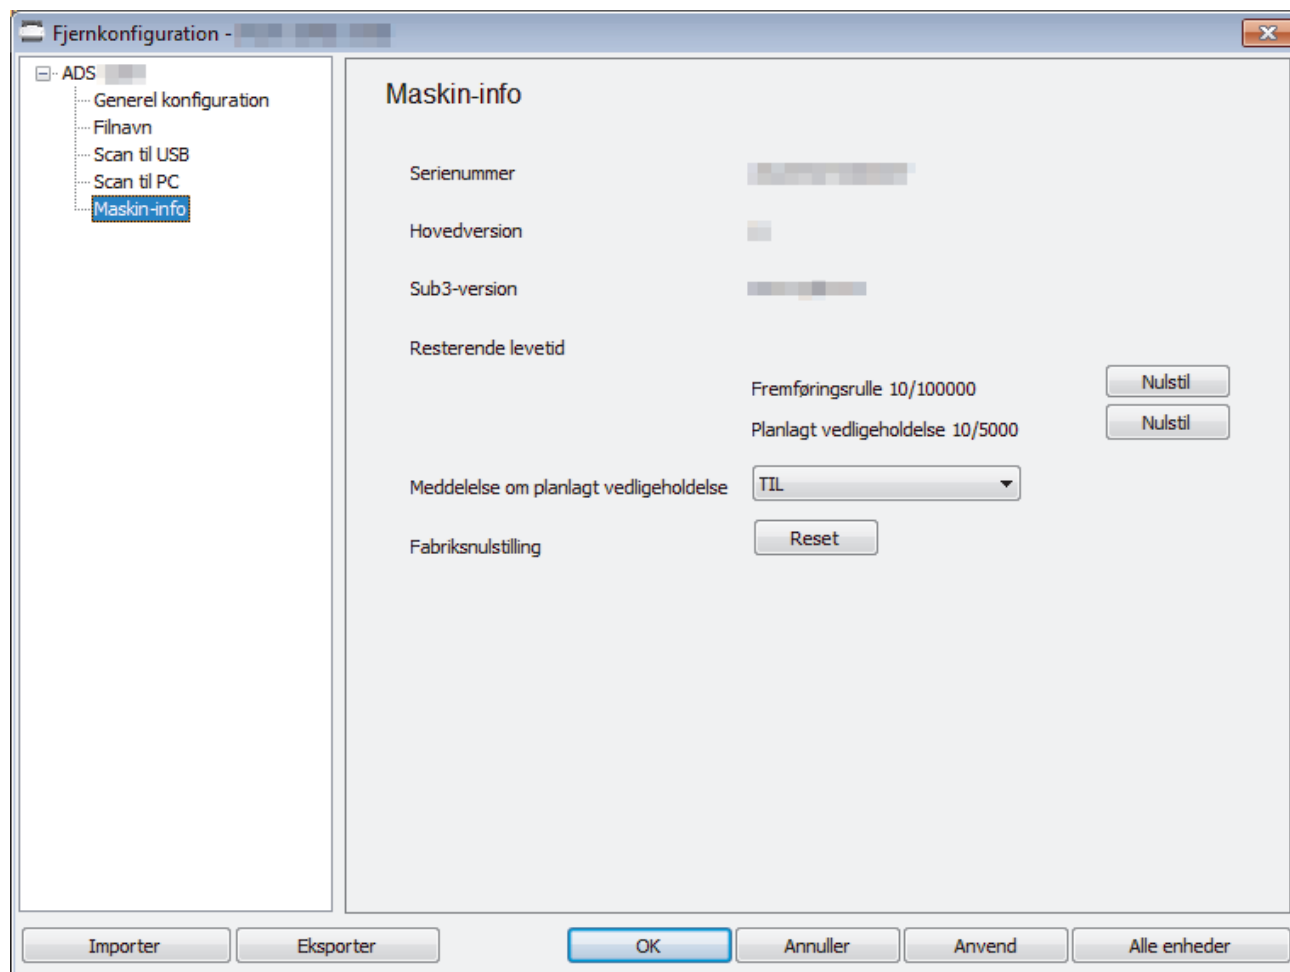 Fjernkonfiguration -
ADS
Generel konfiguration
Filnavn
Scan til USB
Scan til PC
Maskin-info
Maskin-info
Serienummer
Hovedversion
Sub3-version
Resterende levetid
Fremføringsrulle 10/100000 Nulstil
Planlagt vedligeholdelse 10/5000 Nulstil
Meddelelse om planlagt vedligeholdelse TIL
Fabriksnulstilling Reset
Importer Eksporter OK Annuller Anvend Alle enheder